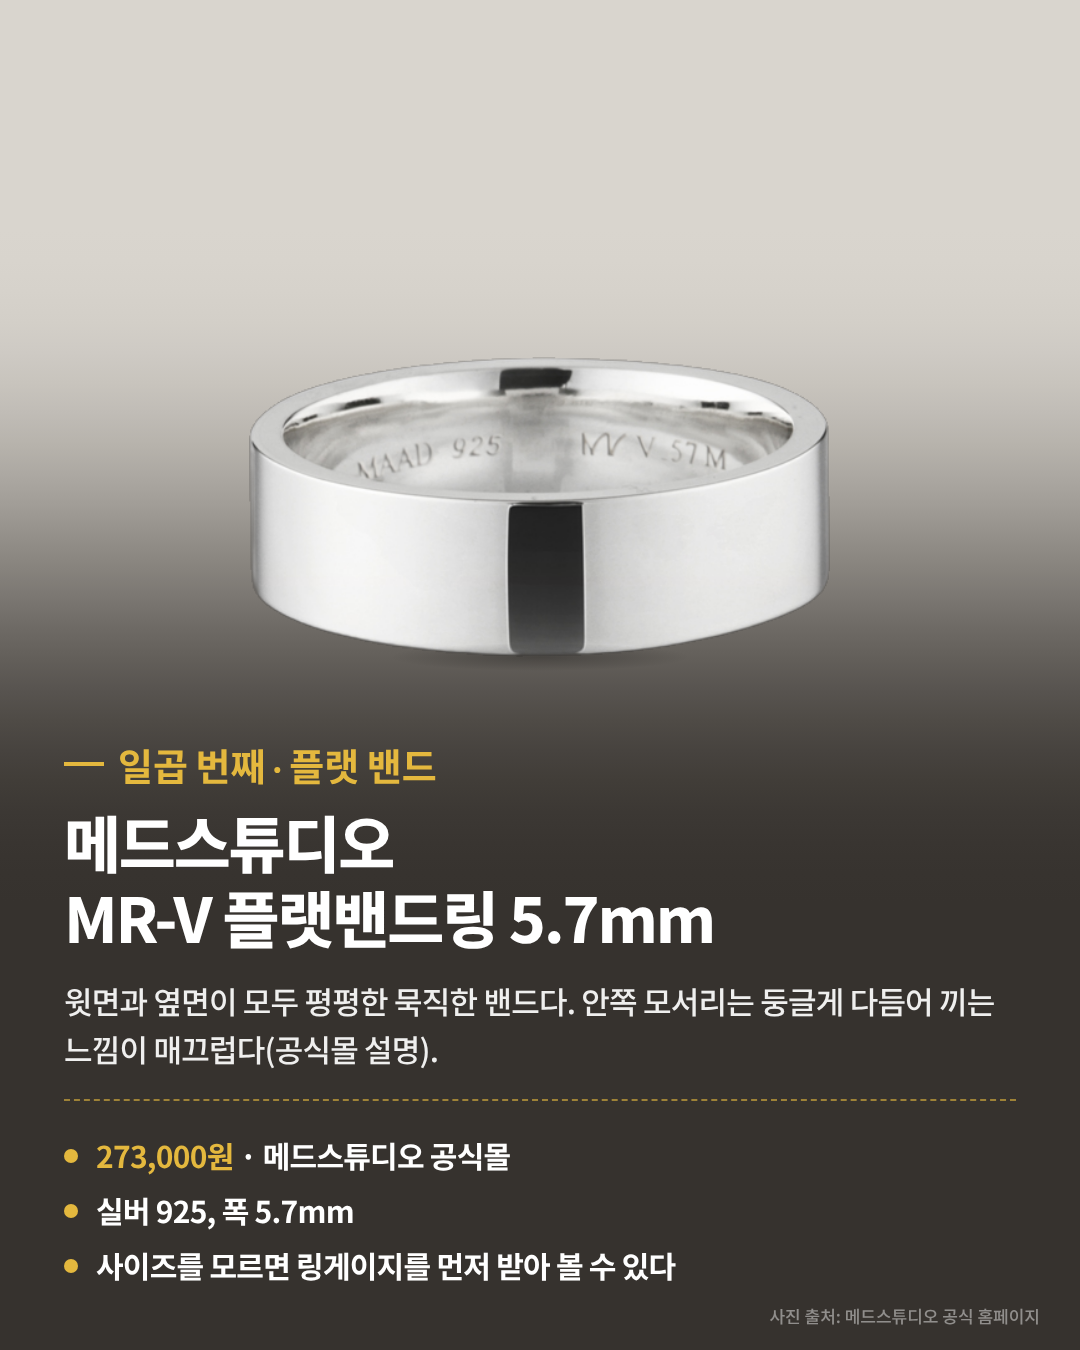 MAAD 925 MR V_57M
— 일곱 번째 · 플랫 밴드
메드스튜디오
MR-V 플랫밴드링 5.7mm
윗면과 옆면이 모두 평평한 묵직한 밴드다. 안쪽 모서리는 둥글게 다듬어 끼는
느낌이 매끄럽다(공식몰 설명).
• 273,000원 · 메드스튜디오 공식몰
• 실버 925, 폭 5.7mm
• 사이즈를 모르면 링게이지를 먼저 받아 볼 수 있다
사진 출처: 메드스튜디오 공식 홈페이지